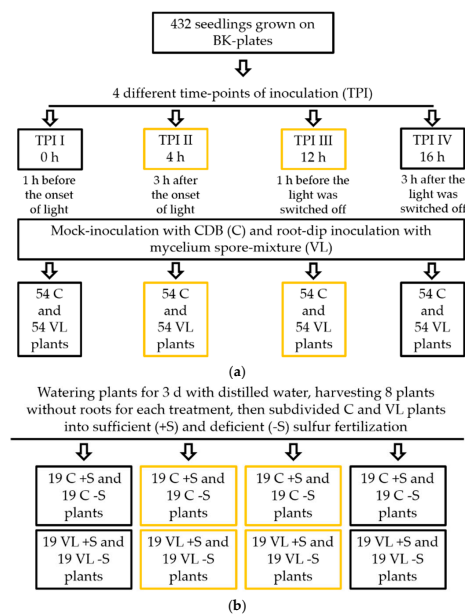 432 seedlings grown on
BK-plates
4 different time-points of inoculation (TPI)
TPI I
0 h
TPI II
4 h
TPI III
12 h
TPI IV
16 h
1 h before
the onset
of light
3 h after
the onset
of light
1 h before the
light was
switched off
3 h after the
light was
switched off
Mock-inoculation with CDB (C) and root-dip inoculation with
mycelium spore-mixture (VL)
54 C
and
54 VL
plants
54 C
and
54 VL
plants
54 C
and
54 VL
plants
54 C
and
54 VL
plants
(a)
Watering plants for 3 d with distilled water, harvesting 8 plants
without roots for each treatment, then subdivided C and VL plants
into sufficient (+S) and deficient (-S) sulfur fertilization
19 C +S and
19 C -S
plants
19 C +S and
19 C -S
plants
19 C +S and
19 C -S
plants
19 C +S and
19 C -S
plants
19 VL +S and
19 VL -S
plants
19 VL +S and
19 VL -S
plants
19 VL +S and
19 VL -S
plants
19 VL +S and
19 VL -S
plants
(b)